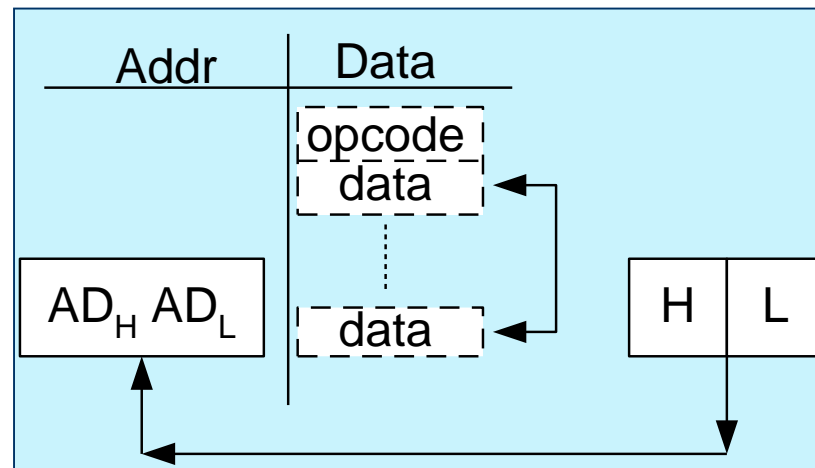 Addr Data
opcode
data
AD_H AD_L
data
H L